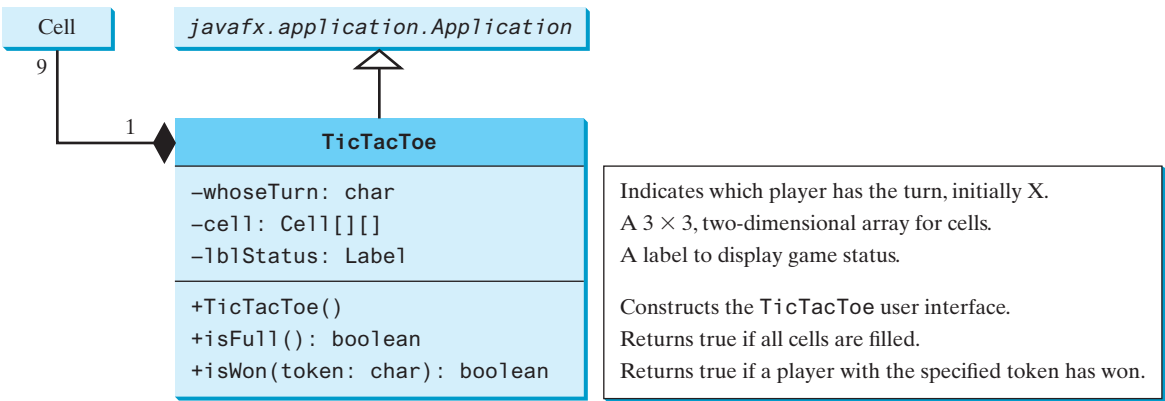 Cell
javafx.application.Application
9
1
TicTacToe
–whoseTurn: char
–cell: Cell[][]
–lblStatus: Label
+TicTacToe()
+isFull(): boolean
+isWon(token: char): boolean
Indicates which player has the turn, initially X.
A 3 × 3, two-dimensional array for cells.
A label to display game status.
Constructs the TicTacToe user interface.
Returns true if all cells are filled.
Returns true if a player with the specified token has won.